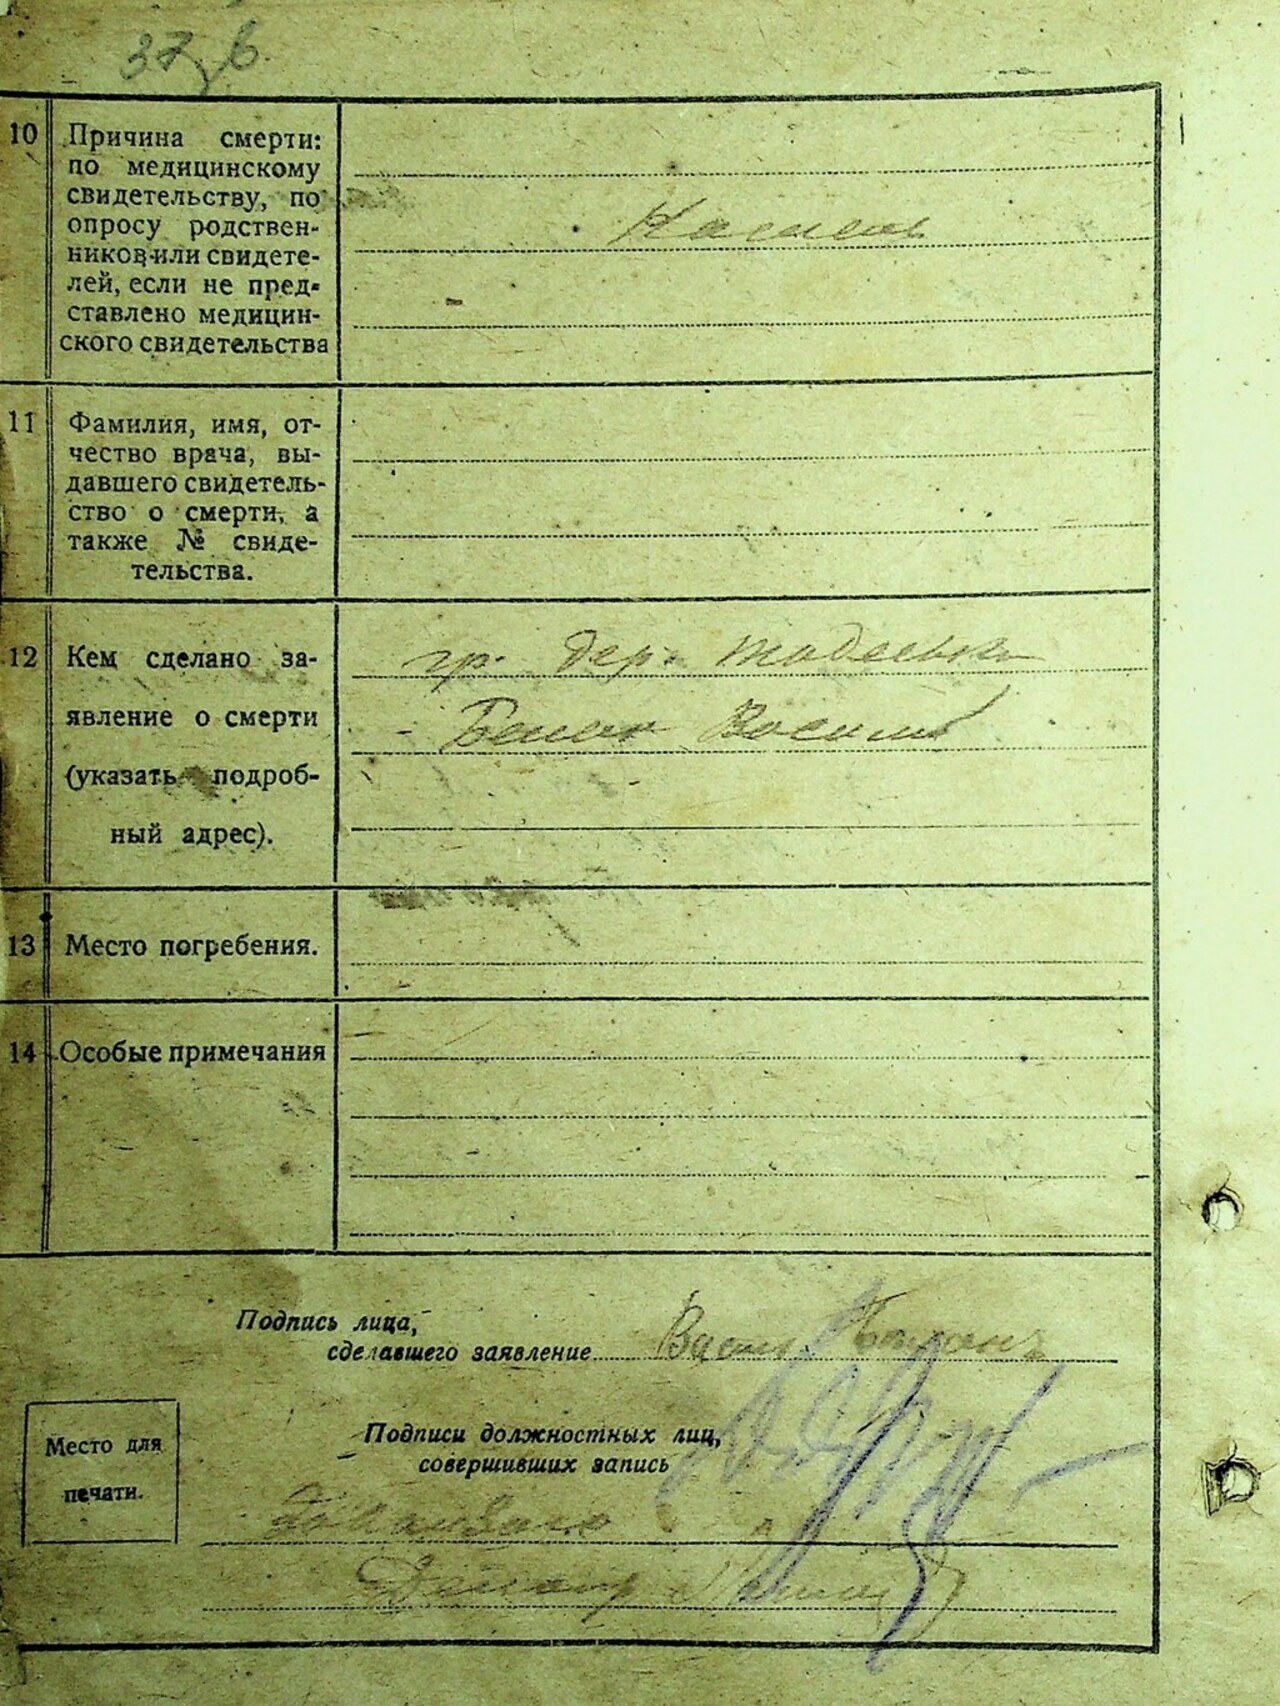 10
Причина смерти:
по медицинскому
свидетельству, по
опросу родствен-
ников или свидете-
лей, если не пред-
ставлено медицин-
ского свидетельства
11
Фамилия, имя, от-
чество врача, вы-
давшего свидетель-
ство о смерти, а
также № свиде-
тельства.
12
Кем сделано за-
явление о смерти
(указать подроб-
ный адрес).
гр. дер.
Василь
13
Место погребения.
14
Особые примечания
Подпись лица,
сделавшего заявление
Место для
печати.
Подписи должностных лиц,
совершивших запись